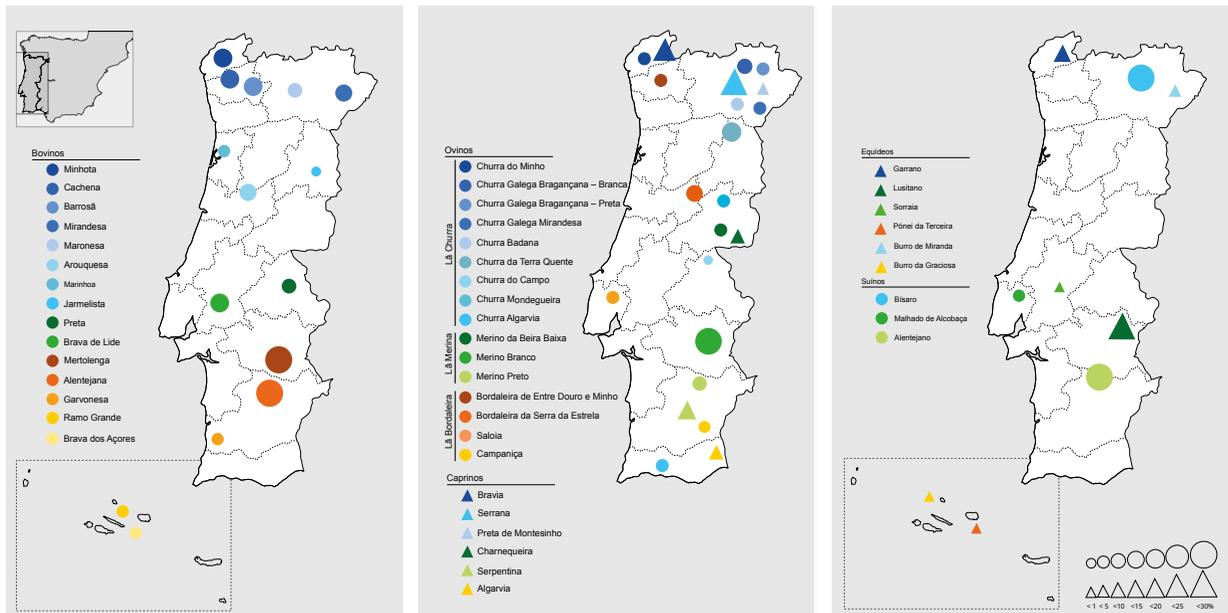 Bovinos
Minhota
Cachena
Barrosã
Mirandesa
Maronesa
Arouquesa
Marinhoa
Jarmelista
Preta
Brava de Lide
Mertolenga
Alentejana
Garvonesa
Ramo Grande
Brava dos Açores
Ovinos
Lã Churra
Churra do Minho
Churra Galega Bragançana – Branca
Churra Galega Bragançana – Preta
Churra Galega Mirandesa
Churra Badana
Churra da Terra Quente
Churra do Campo
Churra Mondegueira
Churra Algarvia
Lã Merina
Merino da Beira Baixa
Merino Branco
Merino Preto
Lã Bordaleira
Bordaleira de Entre Douro e Minho
Bordaleira da Serra da Estrela
Saloia
Campaniça
Caprinos
Bravia
Serrana
Preta de Montesinho
Charnequeira
Serpentina
Algarvia
Equídeos
Garrano
Lusitano
Sorraia
Pónei da Terceira
Burro de Miranda
Burro da Graciosa
Suínos
Bísaro
Malhado de Alcobaça
Alentejano
< 1 < 5 <10 <15 <20 <25 <30%